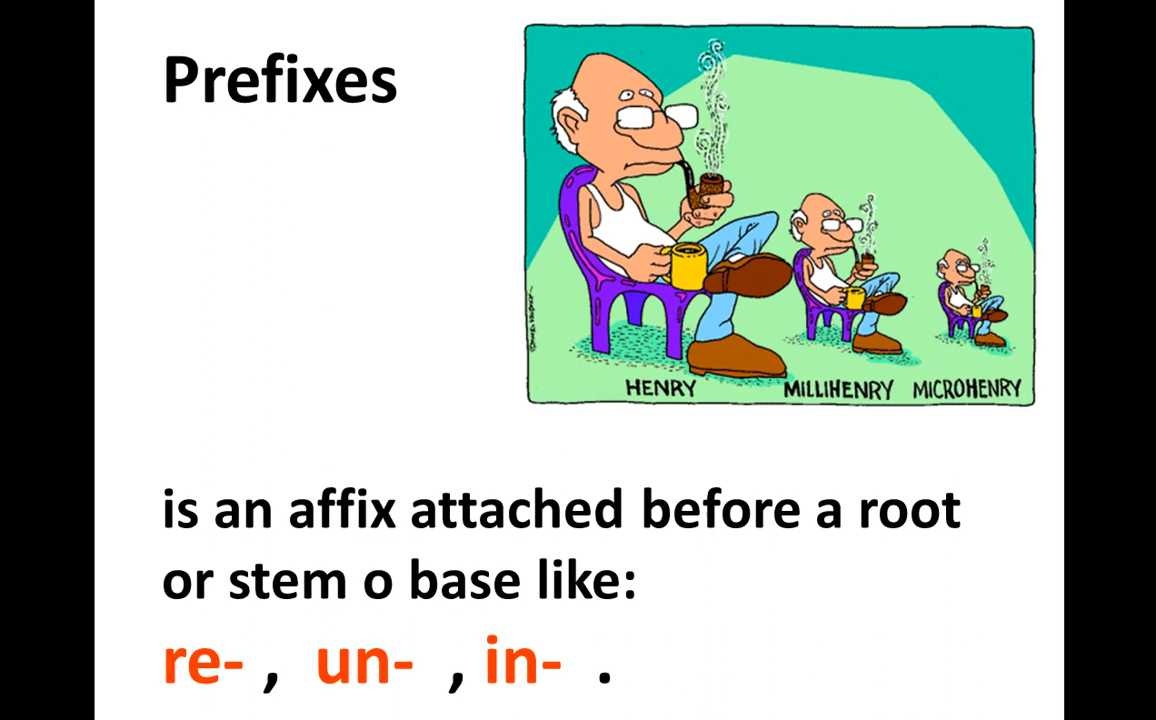 Prefixes
HENRY MILLIHENRY MICROHENRY
is an affix attached before a root
or stem o base like:
re- , un- , in- .